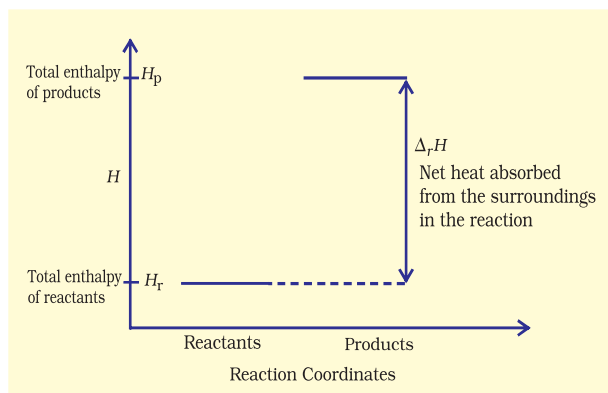 Total enthalpy
of products
Hp
H
ΔrH
Net heat absorbed
from the surroundings
in the reaction
Total enthalpy
of reactants
Hr
Reactants
Products
Reaction Coordinates